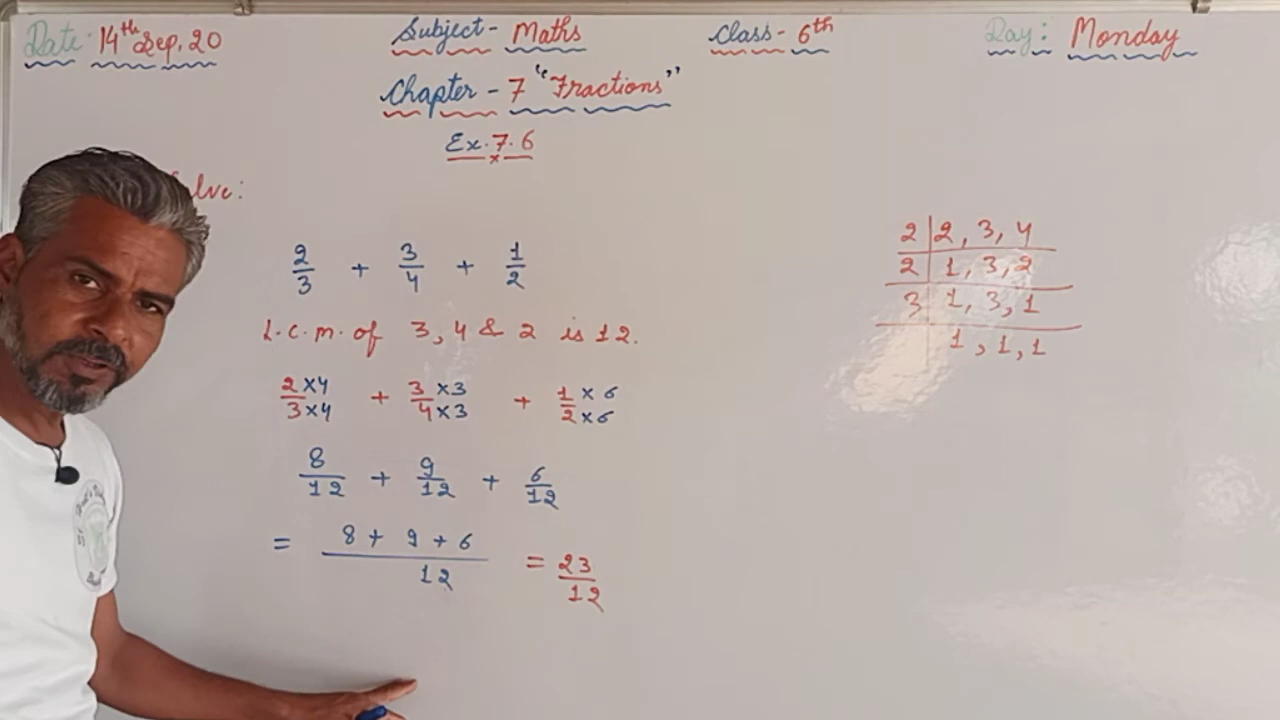 Date: 14th Sep. 20 Subject- Maths Class- 6th Day: Monday
Chapter - 7 "Fractions"
Ex. 7.6
2/3 + 3/4 + 1/2
L.c.m. of 3, 4 & 2 is 12.
2×4/3×4 + 3×3/4×3 + 1×6/2×6
8/12 + 9/12 + 6/12
= 8 + 9 + 6/12 = 23/12
2 | 2, 3, 4
2 | 1, 3, 2
3 | 1, 3, 1
1, 1, 1